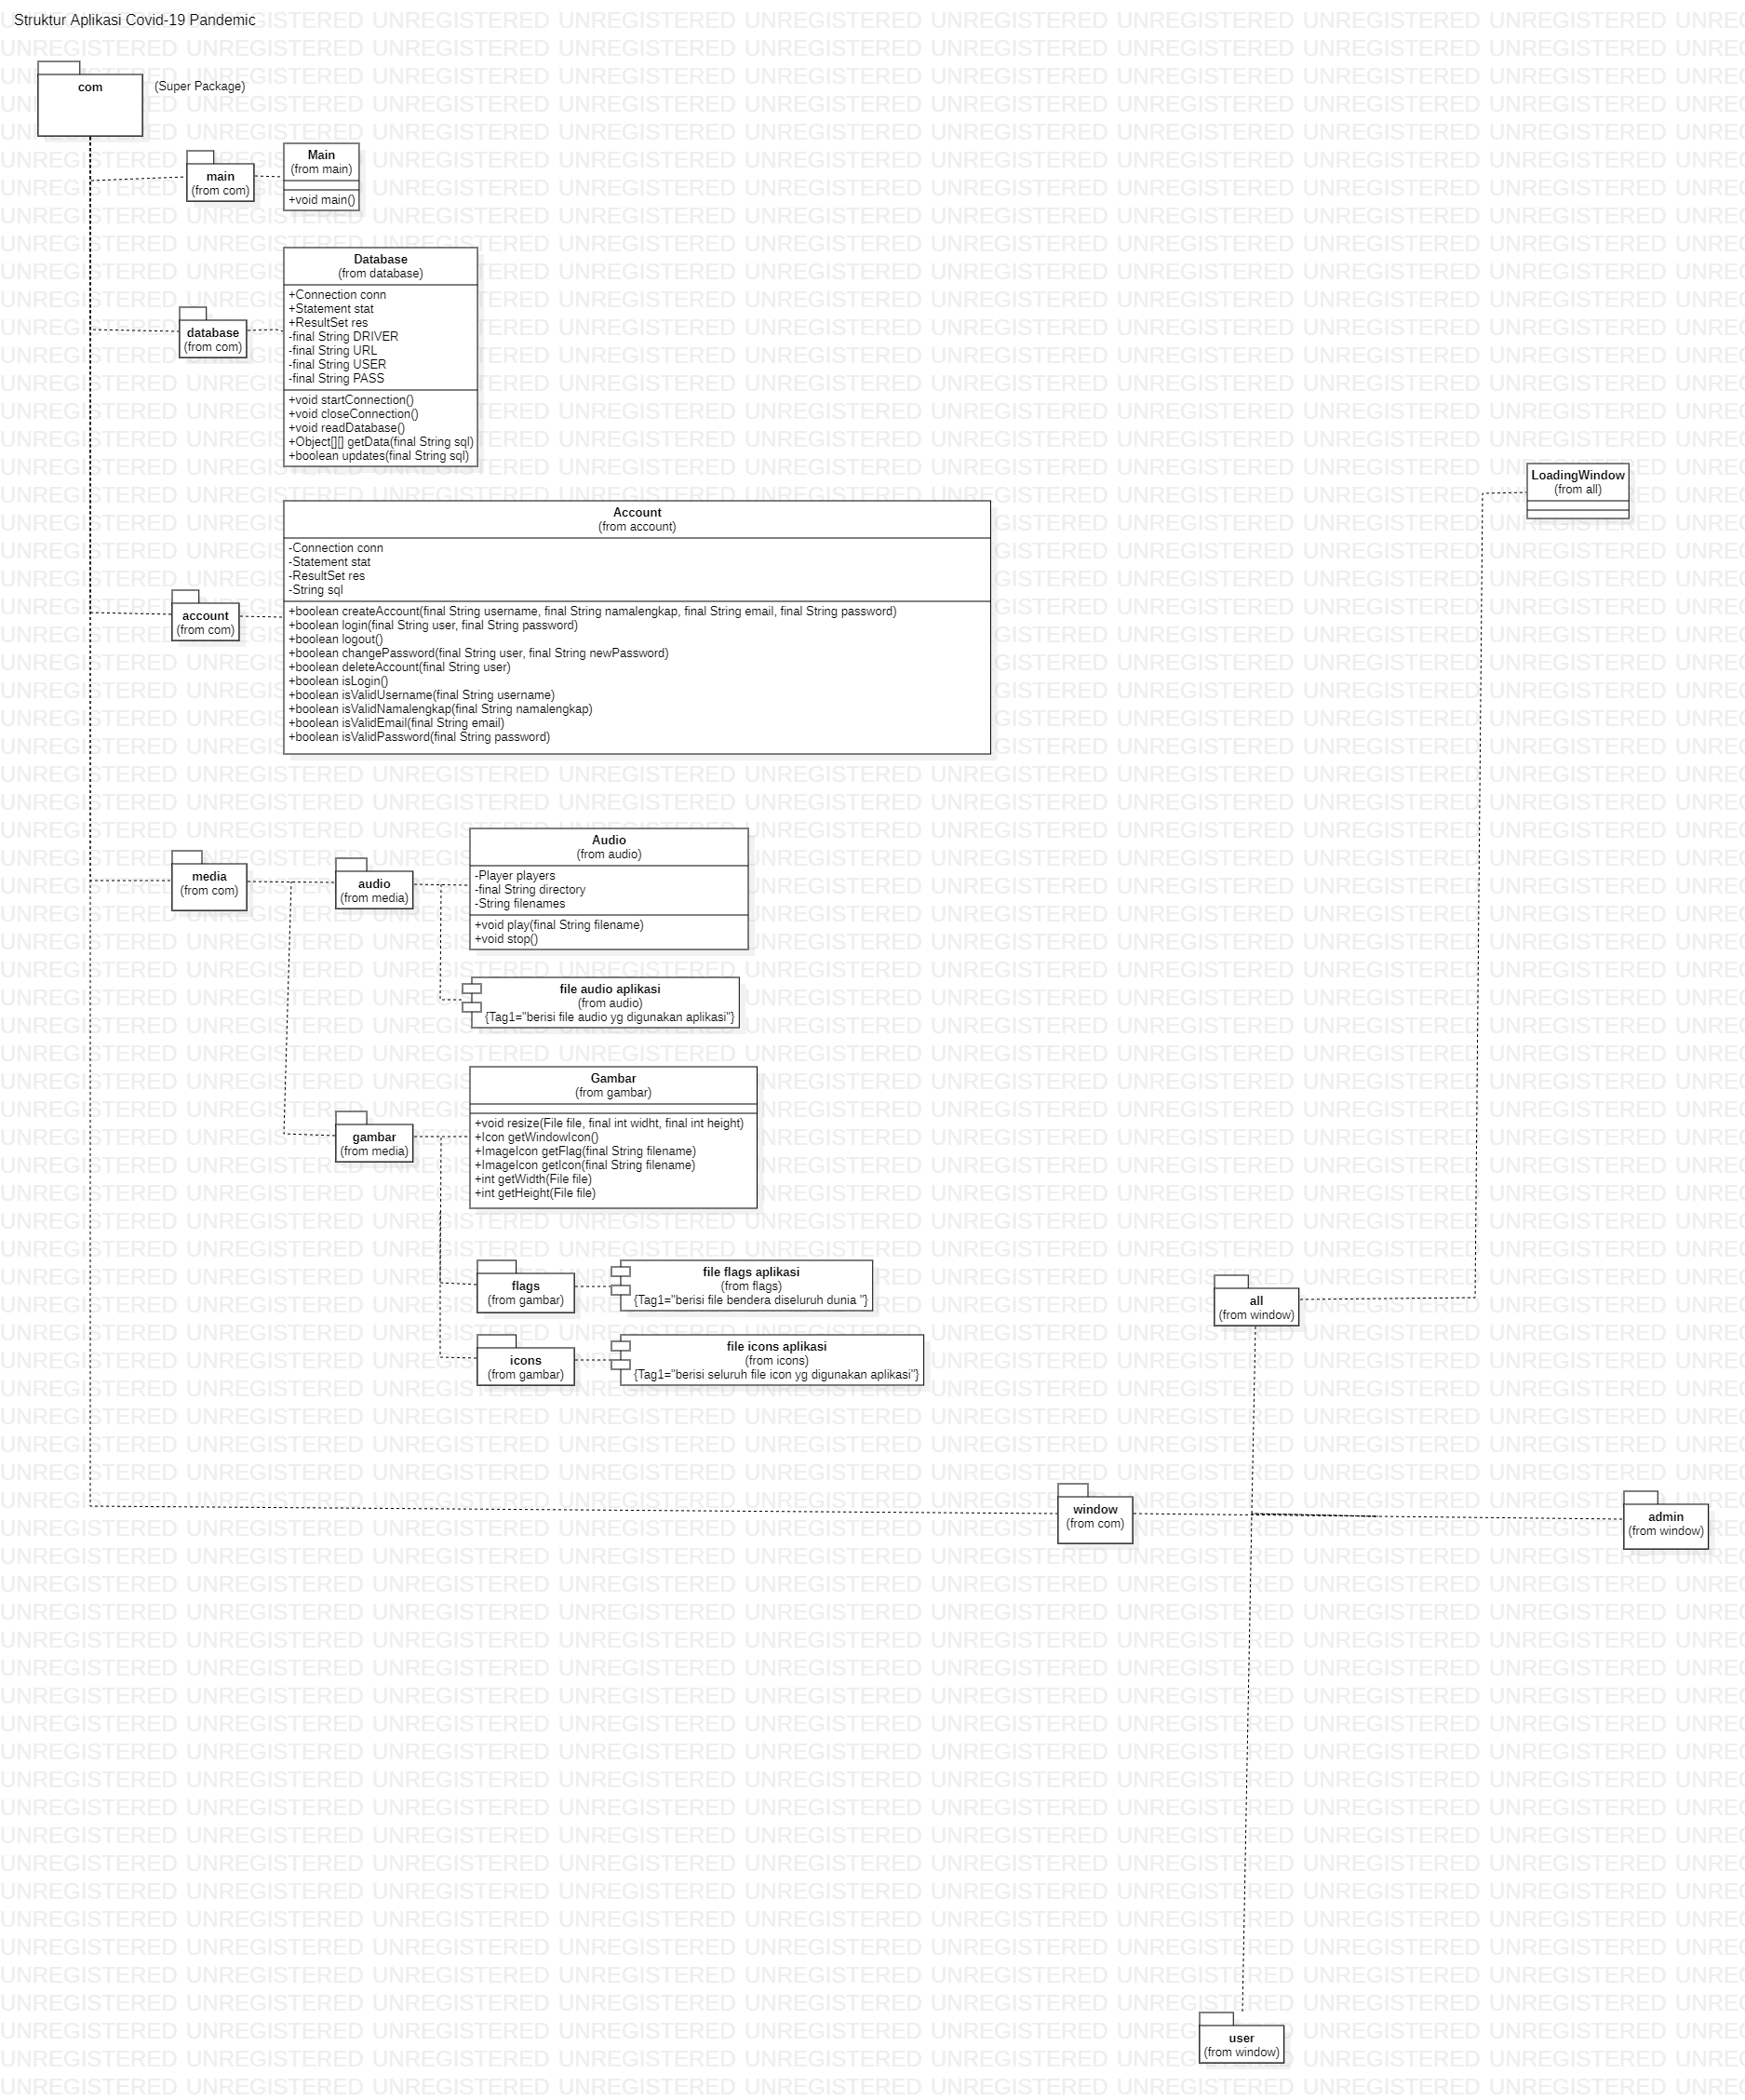 Struktur Aplikasi Covid-19 Pandemic
com
(Super Package)
main
(from com)
Main
(from main)
+void main()
database
(from com)
Database
(from database)
+Connection conn
+Statement stat
+ResultSet res
-final String DRIVER
-final String URL
-final String USER
-final String PASS
+void startConnection()
+void closeConnection()
+void readDatabase()
+Object[][] getData(final String sql)
+boolean updates(final String sql)
LoadingWindow
(from all)
account
(from com)
Account
(from account)
-Connection conn
-Statement stat
-ResultSet res
-String sql
+boolean createAccount(final String username, final String namalengkap, final String email, final String password)
+boolean login(final String user, final String password)
+boolean logout()
+boolean changePassword(final String user, final String newPassword)
+boolean deleteAccount(final String user)
+boolean isLogin()
+boolean isValidUsername(final String username)
+boolean isValidNamalengkap(final String namalengkap)
+boolean isValidEmail(final String email)
+boolean isValidPassword(final String password)
media
(from com)
audio
(from media)
Audio
(from audio)
-Player players
-final String directory
-String filenames
+void play(final String filename)
+void stop()
file audio aplikasi
(from audio)
{Tag1="berisi file audio yg digunakan aplikasi"}
gambar
(from media)
Gambar
(from gambar)
+void resize(File file, final int widht, final int height)
+Icon getWindowIcon()
+ImageIcon getFlag(final String filename)
+ImageIcon getIcon(final String filename)
+int getWidth(File file)
+int getHeight(File file)
flags
(from gambar)
file flags aplikasi
(from flags)
{Tag1="berisi file bendera diseluruh dunia "}
icons
(from gambar)
file icons aplikasi
(from icons)
{Tag1="berisi seluruh file icon yg digunakan aplikasi"}
all
(from window)
window
(from com)
admin
(from window)
user
(from window)
UNREGISTERED